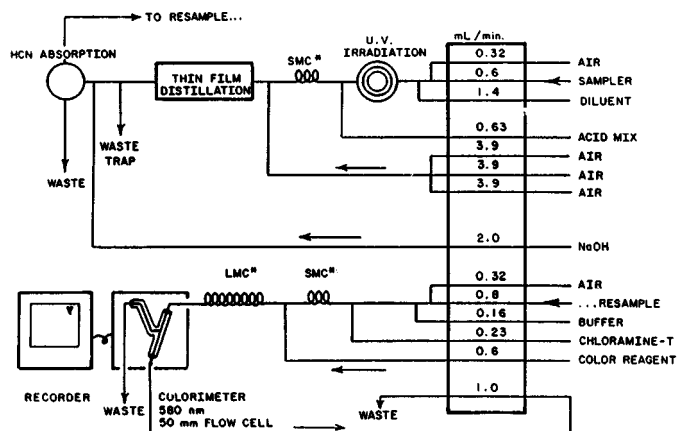 TO RESAMPLE...
HCN ABSORPTION
U.V.
IRRADIATION
mL/min.
SMC*
THIN FILM
DISTILLATION
0.32 AIR
0.6 SAMPLER
1.4 DILUENT
WASTE
TRAP
WASTE
0.63 ACID MIX
3.9 AIR
3.9 AIR
3.9 AIR
2.0 NaOH
LMC*
SMC*
0.32 AIR
0.8 ...RESAMPLE
0.16 BUFFER
0.23 CHLORAMINE-T
0.6 COLOR REAGENT
RECORDER
WASTE
COLORIMETER
580 nm
50 mm FLOW CELL
1.0
WASTE